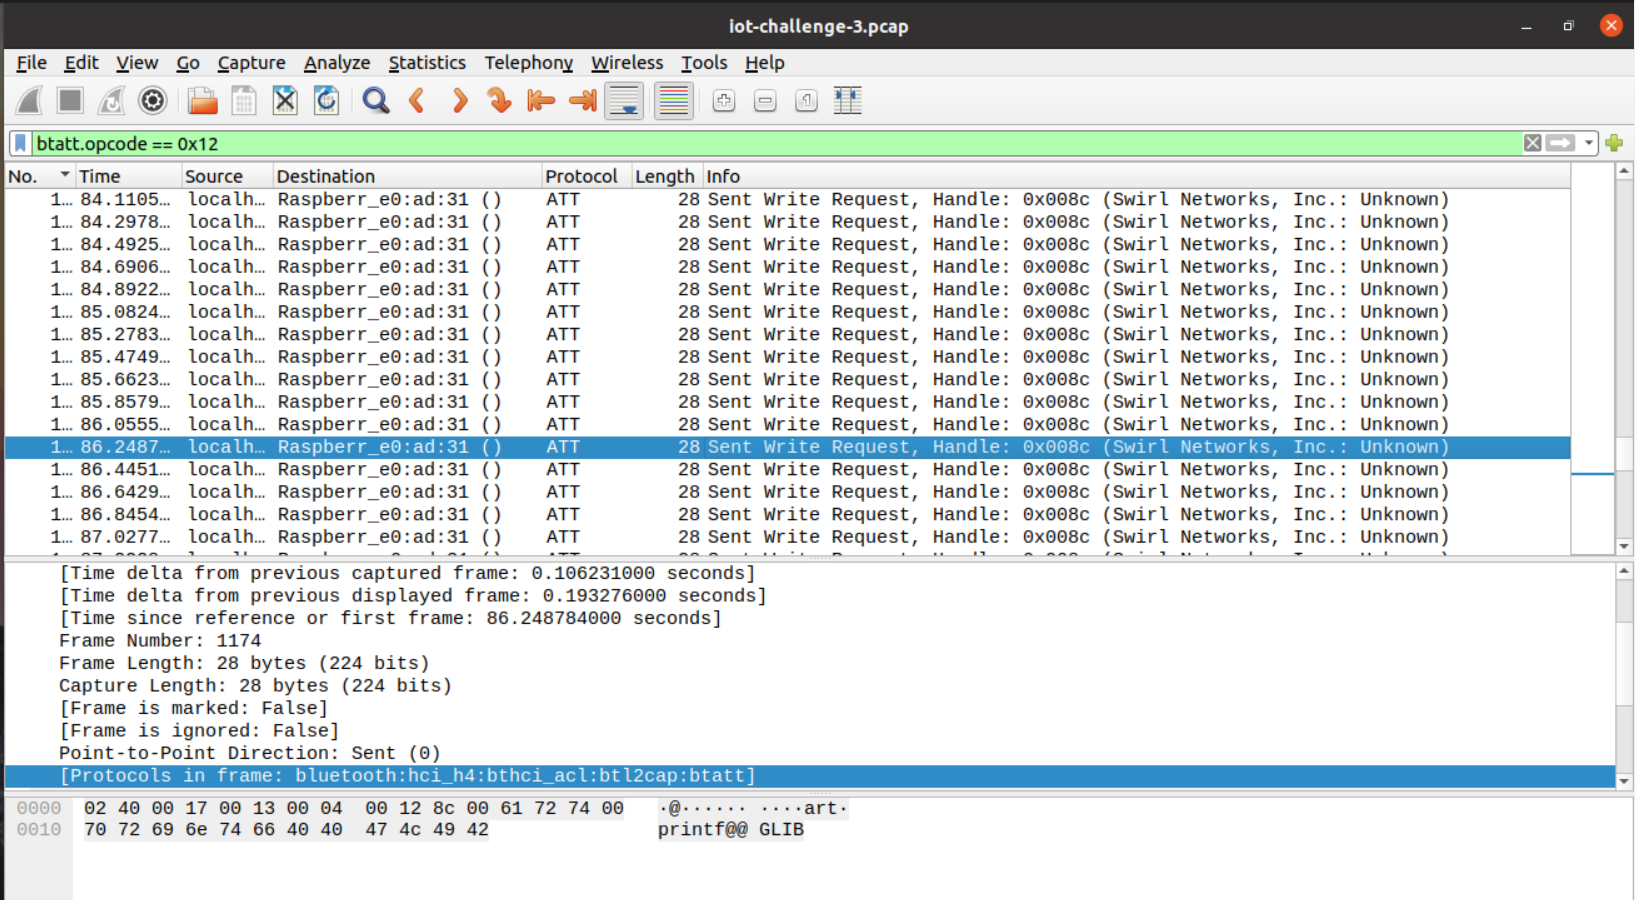 iot-challenge-3.pcap
File Edit View Go Capture Analyze Statistics Telephony Wireless Tools Help
btatt.opcode == 0x12
No. Time Source Destination Protocol Length Info
1… 84.1105… localh… Raspberr_e0:ad:31 () ATT 28 Sent Write Request, Handle: 0x008c (Swirl Networks, Inc.: Unknown)
1… 84.2978… localh… Raspberr_e0:ad:31 () ATT 28 Sent Write Request, Handle: 0x008c (Swirl Networks, Inc.: Unknown)
1… 84.4925… localh… Raspberr_e0:ad:31 () ATT 28 Sent Write Request, Handle: 0x008c (Swirl Networks, Inc.: Unknown)
1… 84.6906… localh… Raspberr_e0:ad:31 () ATT 28 Sent Write Request, Handle: 0x008c (Swirl Networks, Inc.: Unknown)
1… 84.8922… localh… Raspberr_e0:ad:31 () ATT 28 Sent Write Request, Handle: 0x008c (Swirl Networks, Inc.: Unknown)
1… 85.0824… localh… Raspberr_e0:ad:31 () ATT 28 Sent Write Request, Handle: 0x008c (Swirl Networks, Inc.: Unknown)
1… 85.2783… localh… Raspberr_e0:ad:31 () ATT 28 Sent Write Request, Handle: 0x008c (Swirl Networks, Inc.: Unknown)
1… 85.4749… localh… Raspberr_e0:ad:31 () ATT 28 Sent Write Request, Handle: 0x008c (Swirl Networks, Inc.: Unknown)
1… 85.6623… localh… Raspberr_e0:ad:31 () ATT 28 Sent Write Request, Handle: 0x008c (Swirl Networks, Inc.: Unknown)
1… 85.8579… localh… Raspberr_e0:ad:31 () ATT 28 Sent Write Request, Handle: 0x008c (Swirl Networks, Inc.: Unknown)
1… 86.0555… localh… Raspberr_e0:ad:31 () ATT 28 Sent Write Request, Handle: 0x008c (Swirl Networks, Inc.: Unknown)
1… 86.2487… localh… Raspberr_e0:ad:31 () ATT 28 Sent Write Request, Handle: 0x008c (Swirl Networks, Inc.: Unknown)
1… 86.4451… localh… Raspberr_e0:ad:31 () ATT 28 Sent Write Request, Handle: 0x008c (Swirl Networks, Inc.: Unknown)
1… 86.6429… localh… Raspberr_e0:ad:31 () ATT 28 Sent Write Request, Handle: 0x008c (Swirl Networks, Inc.: Unknown)
1… 86.8454… localh… Raspberr_e0:ad:31 () ATT 28 Sent Write Request, Handle: 0x008c (Swirl Networks, Inc.: Unknown)
1… 87.0277… localh… Raspberr_e0:ad:31 () ATT 28 Sent Write Request, Handle: 0x008c (Swirl Networks, Inc.: Unknown)
[Time delta from previous captured frame: 0.106231000 seconds]
[Time delta from previous displayed frame: 0.193276000 seconds]
[Time since reference or first frame: 86.248784000 seconds]
Frame Number: 1174
Frame Length: 28 bytes (224 bits)
Capture Length: 28 bytes (224 bits)
[Frame is marked: False]
[Frame is ignored: False]
Point-to-Point Direction: Sent (0)
[Protocols in frame: bluetooth:hci_h4:bthci_acl:btl2cap:btatt]
0000 02 40 00 17 00 13 00 04 00 12 8c 00 61 72 74 00 ·@······ ····art·
0010 70 72 69 6e 74 66 40 40 47 4c 49 42 printf@@ GLIB